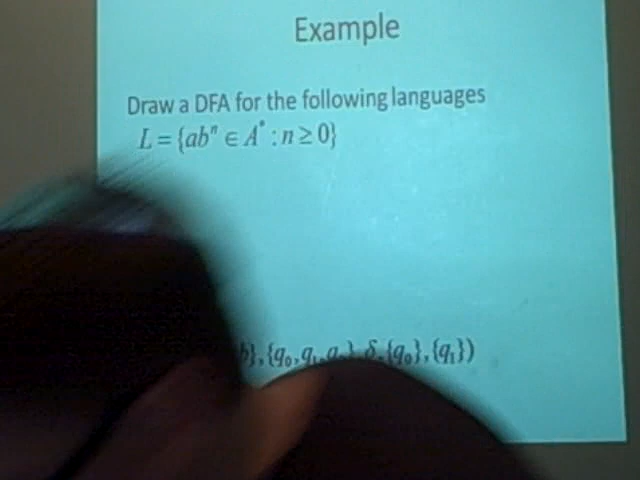 Example
Draw a DFA for the following languages
L = {abⁿ ∈ A* : n ≥ 0}
b},{q₀,q₁,q₂},δ,{q₀},{q₁})